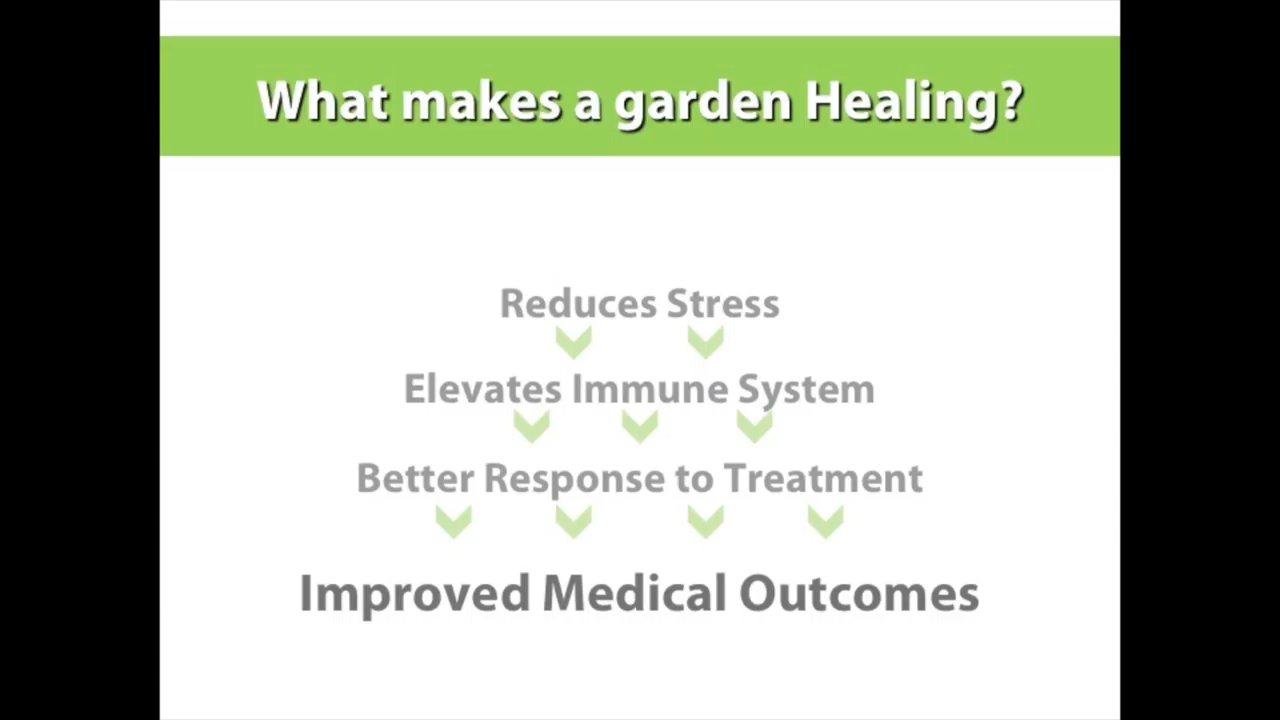 What makes a garden Healing?
Reduces Stress
Elevates Immune System
Better Response to Treatment
Improved Medical Outcomes